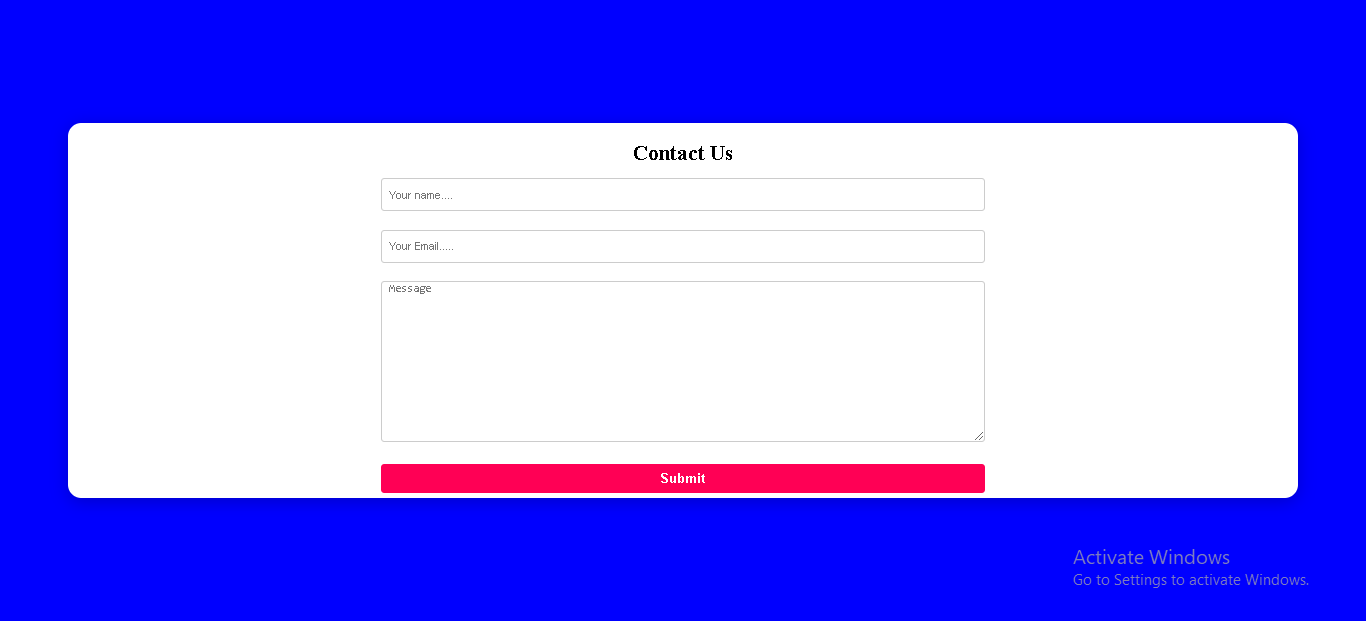 Contact Us
Your name....
Your Email.....
Message
Submit
Activate Windows
Go to Settings to activate Windows.